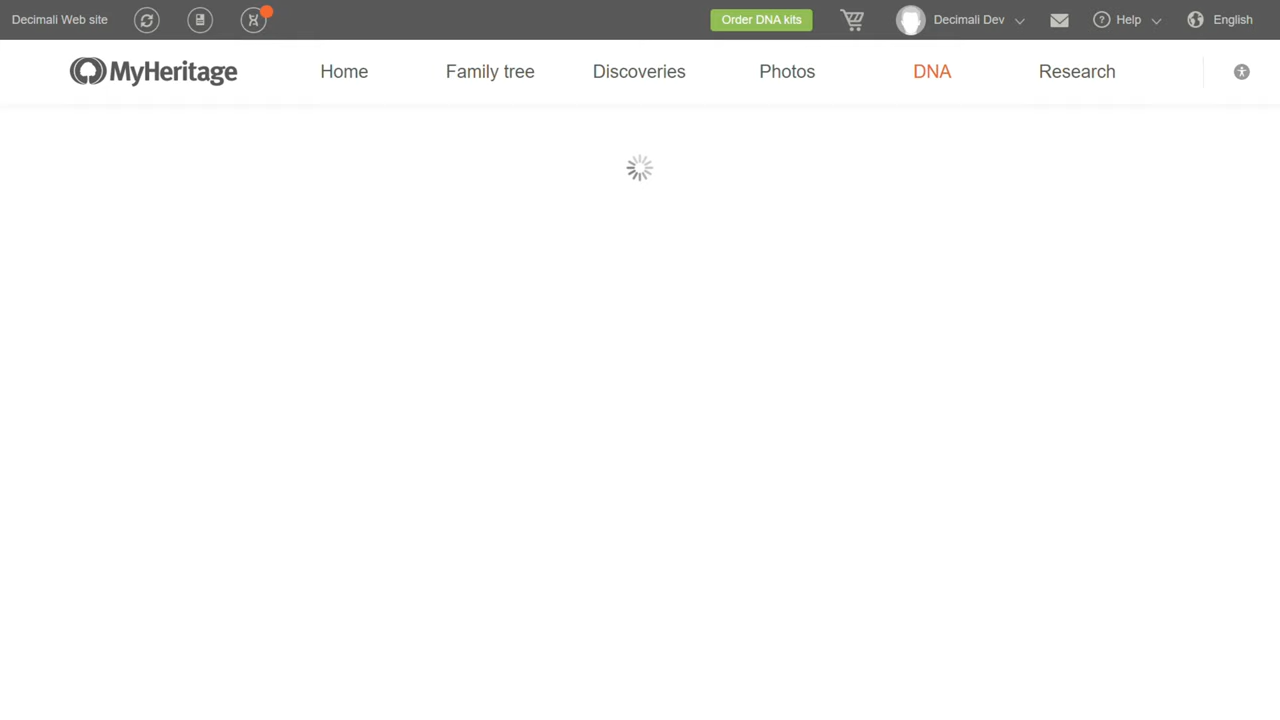 Decimali Web site
Order DNA kits
Decimali Dev
Help
English
MyHeritage
Home
Family tree
Discoveries
Photos
DNA
Research